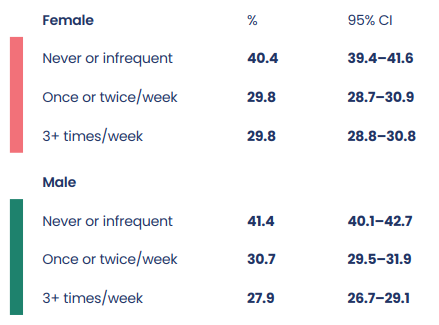 Female % 95% CI
Never or infrequent 40.4 39.4–41.6
Once or twice/week 29.8 28.7–30.9
3+ times/week 29.8 28.8–30.8
Male
Never or infrequent 41.4 40.1–42.7
Once or twice/week 30.7 29.5–31.9
3+ times/week 27.9 26.7–29.1